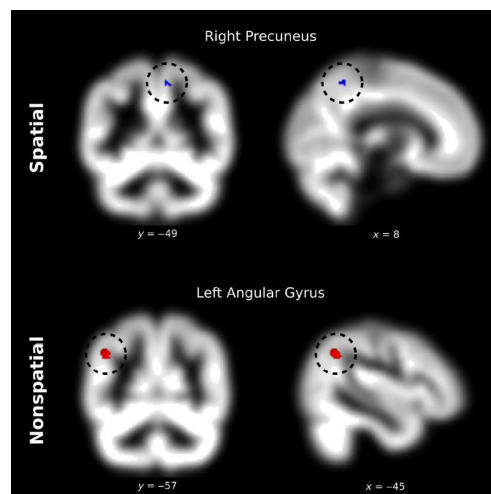 Right Precuneus
Spatial
y = −49
x = 8
Left Angular Gyrus
Nonspatial
y = −57
x = −45